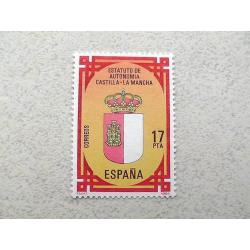 ESTATUTO DE
AUTONOMIA
CASTILLA-LA MANCHA
CORREOS
17
PTA
ESPAÑA